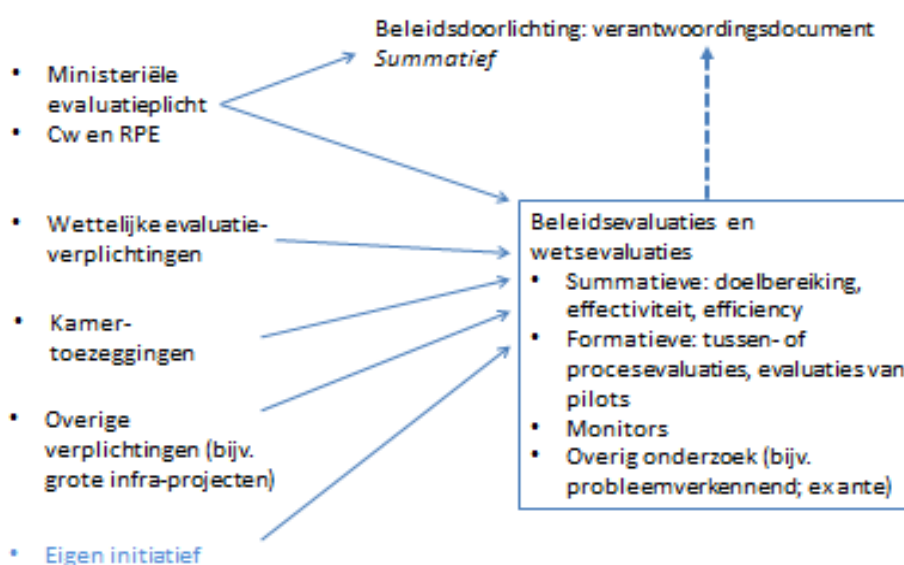 Beleidsdoorlichting: verantwoordingsdocument
Summatief
• Ministeriële
evaluatieplicht
• Cw en RPE
• Wettelijke evaluatie-
verplichtingen
• Kamer-
toezeggingen
• Overige
verplichtingen (bijv.
grote infra-projecten)
• Eigen initiatief
Beleidsevaluaties en
wetsevaluaties
• Summatieve: doelbereiking,
effectiviteit, efficiency
• Formatieve: tussen- of
procesevaluaties, evaluaties van
pilots
• Monitors
• Overig onderzoek (bijv.
probleemverkennend; ex ante)